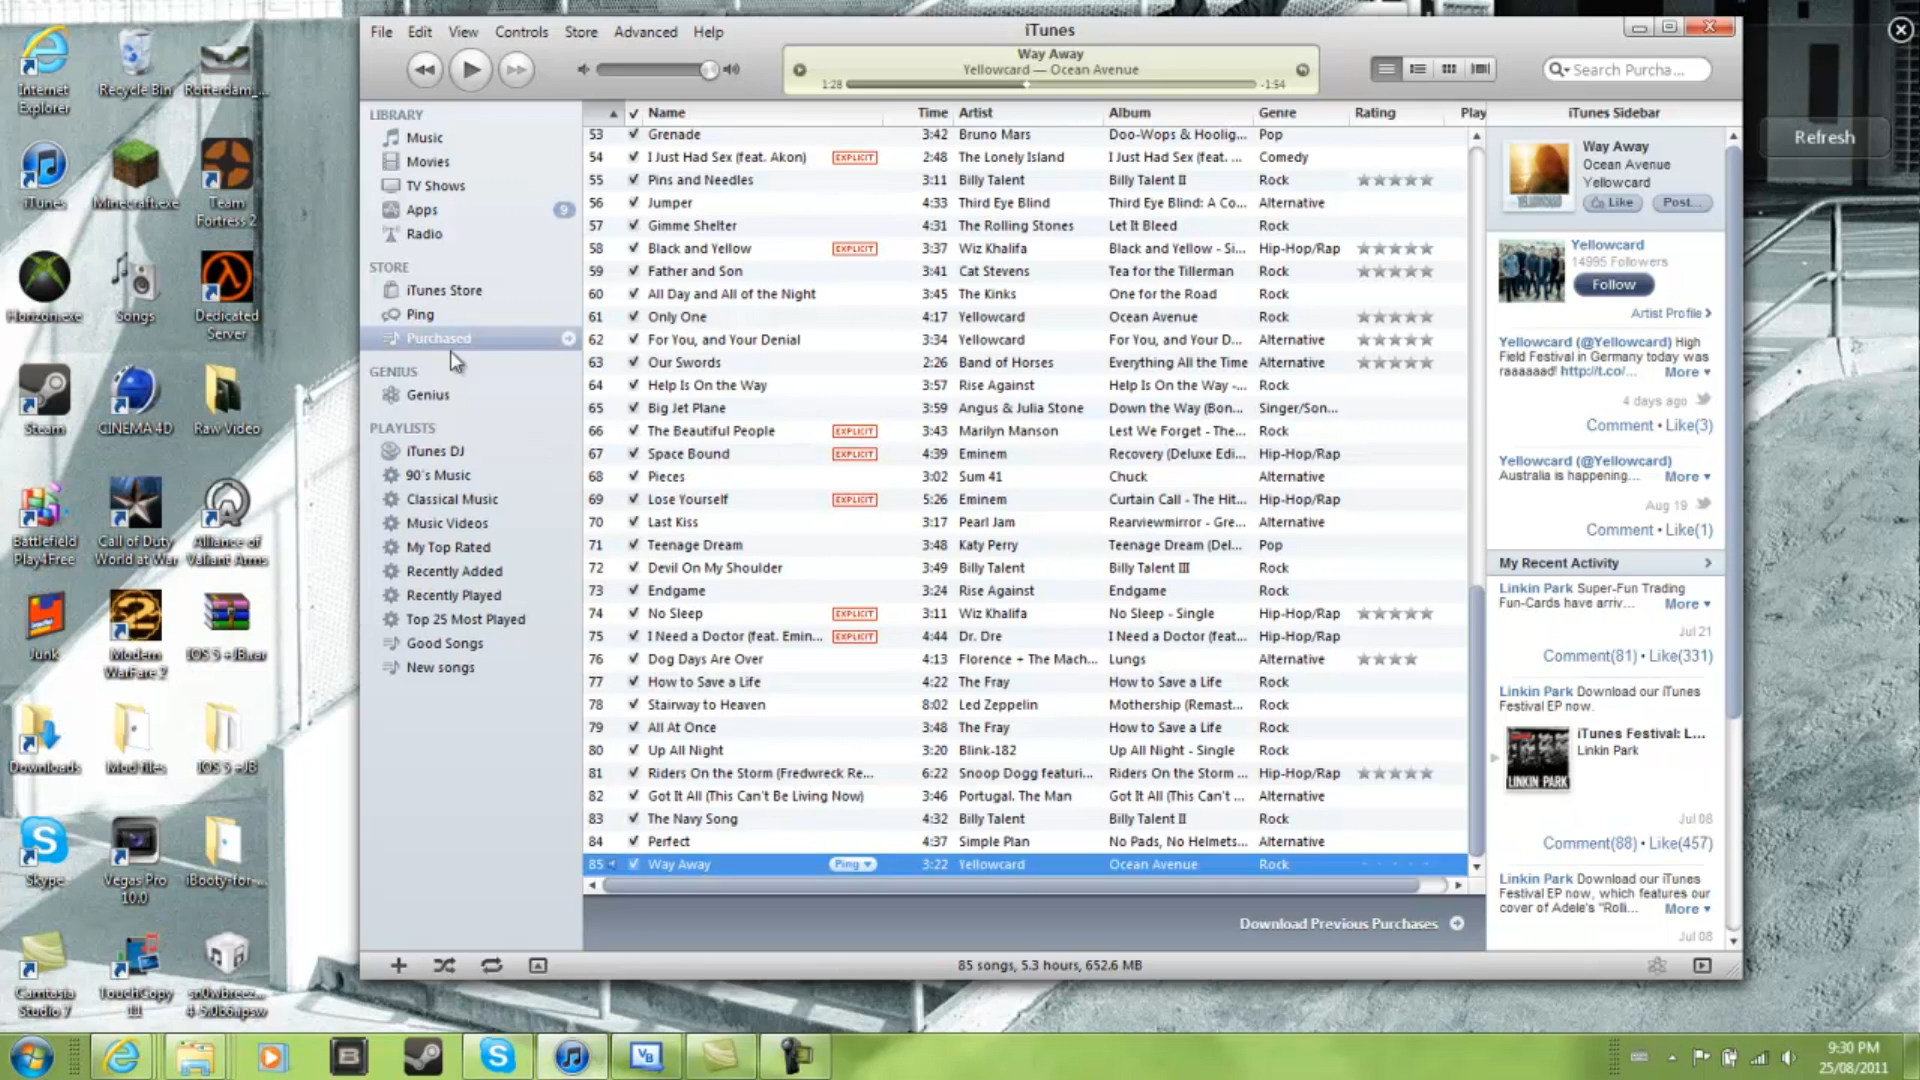 iTunes
File Edit View Controls Store Advanced Help
Way Away
Yellowcard — Ocean Avenue
1:28 -1:54
Search Purcha...
LIBRARY
Music
Movies
TV Shows
Apps 9
Radio
STORE
iTunes Store
Ping
Purchased
GENIUS
Genius
PLAYLISTS
iTunes DJ
90's Music
Classical Music
Music Videos
My Top Rated
Recently Added
Recently Played
Top 25 Most Played
Good Songs
New songs
Name Time Artist Album Genre Rating Play
53 Grenade 3:42 Bruno Mars Doo-Wops & Hoolig... Pop
54 I Just Had Sex (feat. Akon) EXPLICIT 2:48 The Lonely Island I Just Had Sex (feat. ... Comedy
55 Pins and Needles 3:11 Billy Talent Billy Talent II Rock
56 Jumper 4:33 Third Eye Blind Third Eye Blind: A Co... Alternative
57 Gimme Shelter 4:31 The Rolling Stones Let It Bleed Rock
58 Black and Yellow EXPLICIT 3:37 Wiz Khalifa Black and Yellow - Si... Hip-Hop/Rap
59 Father and Son 3:41 Cat Stevens Tea for the Tillerman Rock
60 All Day and All of the Night 3:45 The Kinks One for the Road Rock
61 Only One 4:17 Yellowcard Ocean Avenue Rock
62 For You, and Your Denial 3:34 Yellowcard For You, and Your D... Alternative
63 Our Swords 2:26 Band of Horses Everything All the Time Alternative
64 Help Is On the Way 3:57 Rise Against Help Is On the Way -... Rock
65 Big Jet Plane 3:59 Angus & Julia Stone Down the Way (Bon... Singer/Son...
66 The Beautiful People EXPLICIT 3:43 Marilyn Manson Lest We Forget - The... Rock
67 Space Bound EXPLICIT 4:39 Eminem Recovery (Deluxe Edi... Hip-Hop/Rap
68 Pieces 3:02 Sum 41 Chuck Alternative
69 Lose Yourself EXPLICIT 5:26 Eminem Curtain Call - The Hit... Hip-Hop/Rap
70 Last Kiss 3:17 Pearl Jam Rearviewmirror - Gre... Alternative
71 Teenage Dream 3:48 Katy Perry Teenage Dream (Del... Pop
72 Devil On My Shoulder 3:49 Billy Talent Billy Talent III Rock
73 Endgame 3:24 Rise Against Endgame Rock
74 No Sleep EXPLICIT 3:11 Wiz Khalifa No Sleep - Single Hip-Hop/Rap
75 I Need a Doctor (feat. Emin... EXPLICIT 4:44 Dr. Dre I Need a Doctor (feat... Hip-Hop/Rap
76 Dog Days Are Over 4:13 Florence + The Mach... Lungs Alternative
77 How to Save a Life 4:22 The Fray How to Save a Life Rock
78 Stairway to Heaven 8:02 Led Zeppelin Mothership (Remast... Rock
79 All At Once 3:48 The Fray How to Save a Life Rock
80 Up All Night 3:20 Blink-182 Up All Night - Single Rock
81 Riders On the Storm (Fredwreck Re... 6:22 Snoop Dogg featuri... Riders On the Storm ... Hip-Hop/Rap
82 Got It All (This Can't Be Living Now) 3:46 Portugal. The Man Got It All (This Can't ... Alternative
83 The Navy Song 4:32 Billy Talent Billy Talent II Rock
84 Perfect 4:37 Simple Plan No Pads, No Helmets... Alternative
85 Way Away Ping 3:22 Yellowcard Ocean Avenue Rock
Download Previous Purchases
85 songs, 5.3 hours, 652.6 MB
iTunes Sidebar
Way Away
Ocean Avenue
Yellowcard
Like Post...
Yellowcard
14995 Followers
Follow
Artist Profile
Yellowcard (@Yellowcard) High
Field Festival in Germany today was
raaaaaad! http://t.co/... More
4 days ago
Comment • Like(3)
Yellowcard (@Yellowcard)
Australia is happening... More
Aug 19
Comment • Like(1)
My Recent Activity
Linkin Park Super-Fun Trading
Fun-Cards have arriv... More
Jul 21
Comment(81) • Like(331)
Linkin Park Download our iTunes
Festival EP now.
iTunes Festival: L...
Linkin Park
LINKIN PARK
Jul 08
Comment(88) • Like(457)
Linkin Park Download our iTunes
Festival EP now, which features our
cover of Adele's "Rolli... More
Jul 08
Refresh
Internet
Explorer
Recycle Bin
Rotterdam_...
iTunes
Minecraft.exe
Team
Fortress 2
Horizon.exe
Songs
Dedicated
Server
Steam
CINEMA 4D
Raw Video
Battlefield
Play4Free
Call of Duty
World at War
Alliance of
Valiant Arms
Junk
Modern
WarFare 2
IOS 5 +JB.rar
Downloads
Mod files
IOS 5 +JB
Skype
Vegas Pro
10.0
iBooty-for-...
Camtasia
Studio 7
TouchCopy
11
9:30 PM
25/08/2011